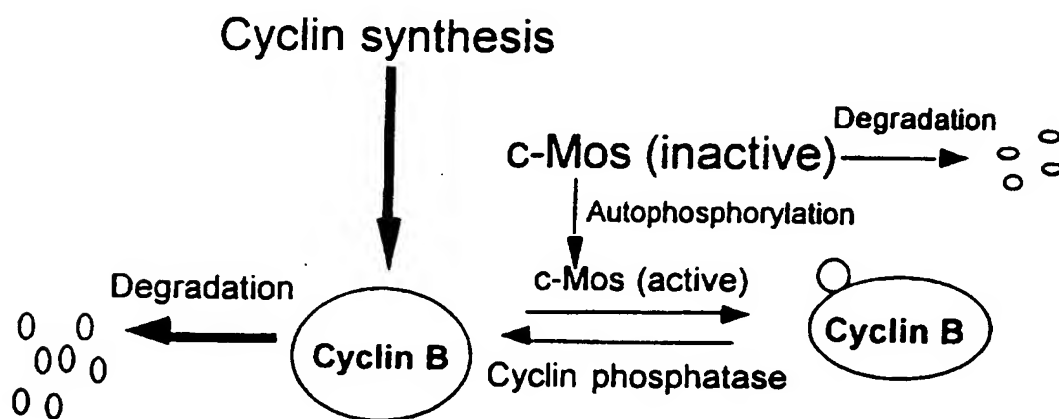 Cyclin synthesis
Degradation
c-Mos (inactive)
Autophosphorylation
c-Mos (active)
Degradation
Cyclin B
Cyclin B
Cyclin phosphatase